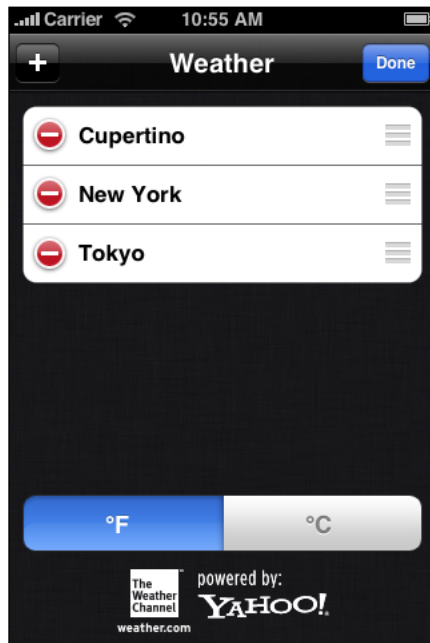 Carrier 10:55 AM
+ Weather Done
Cupertino
New York
Tokyo
°F °C
The
Weather
Channel
weather.com
powered by:
YAHOO!